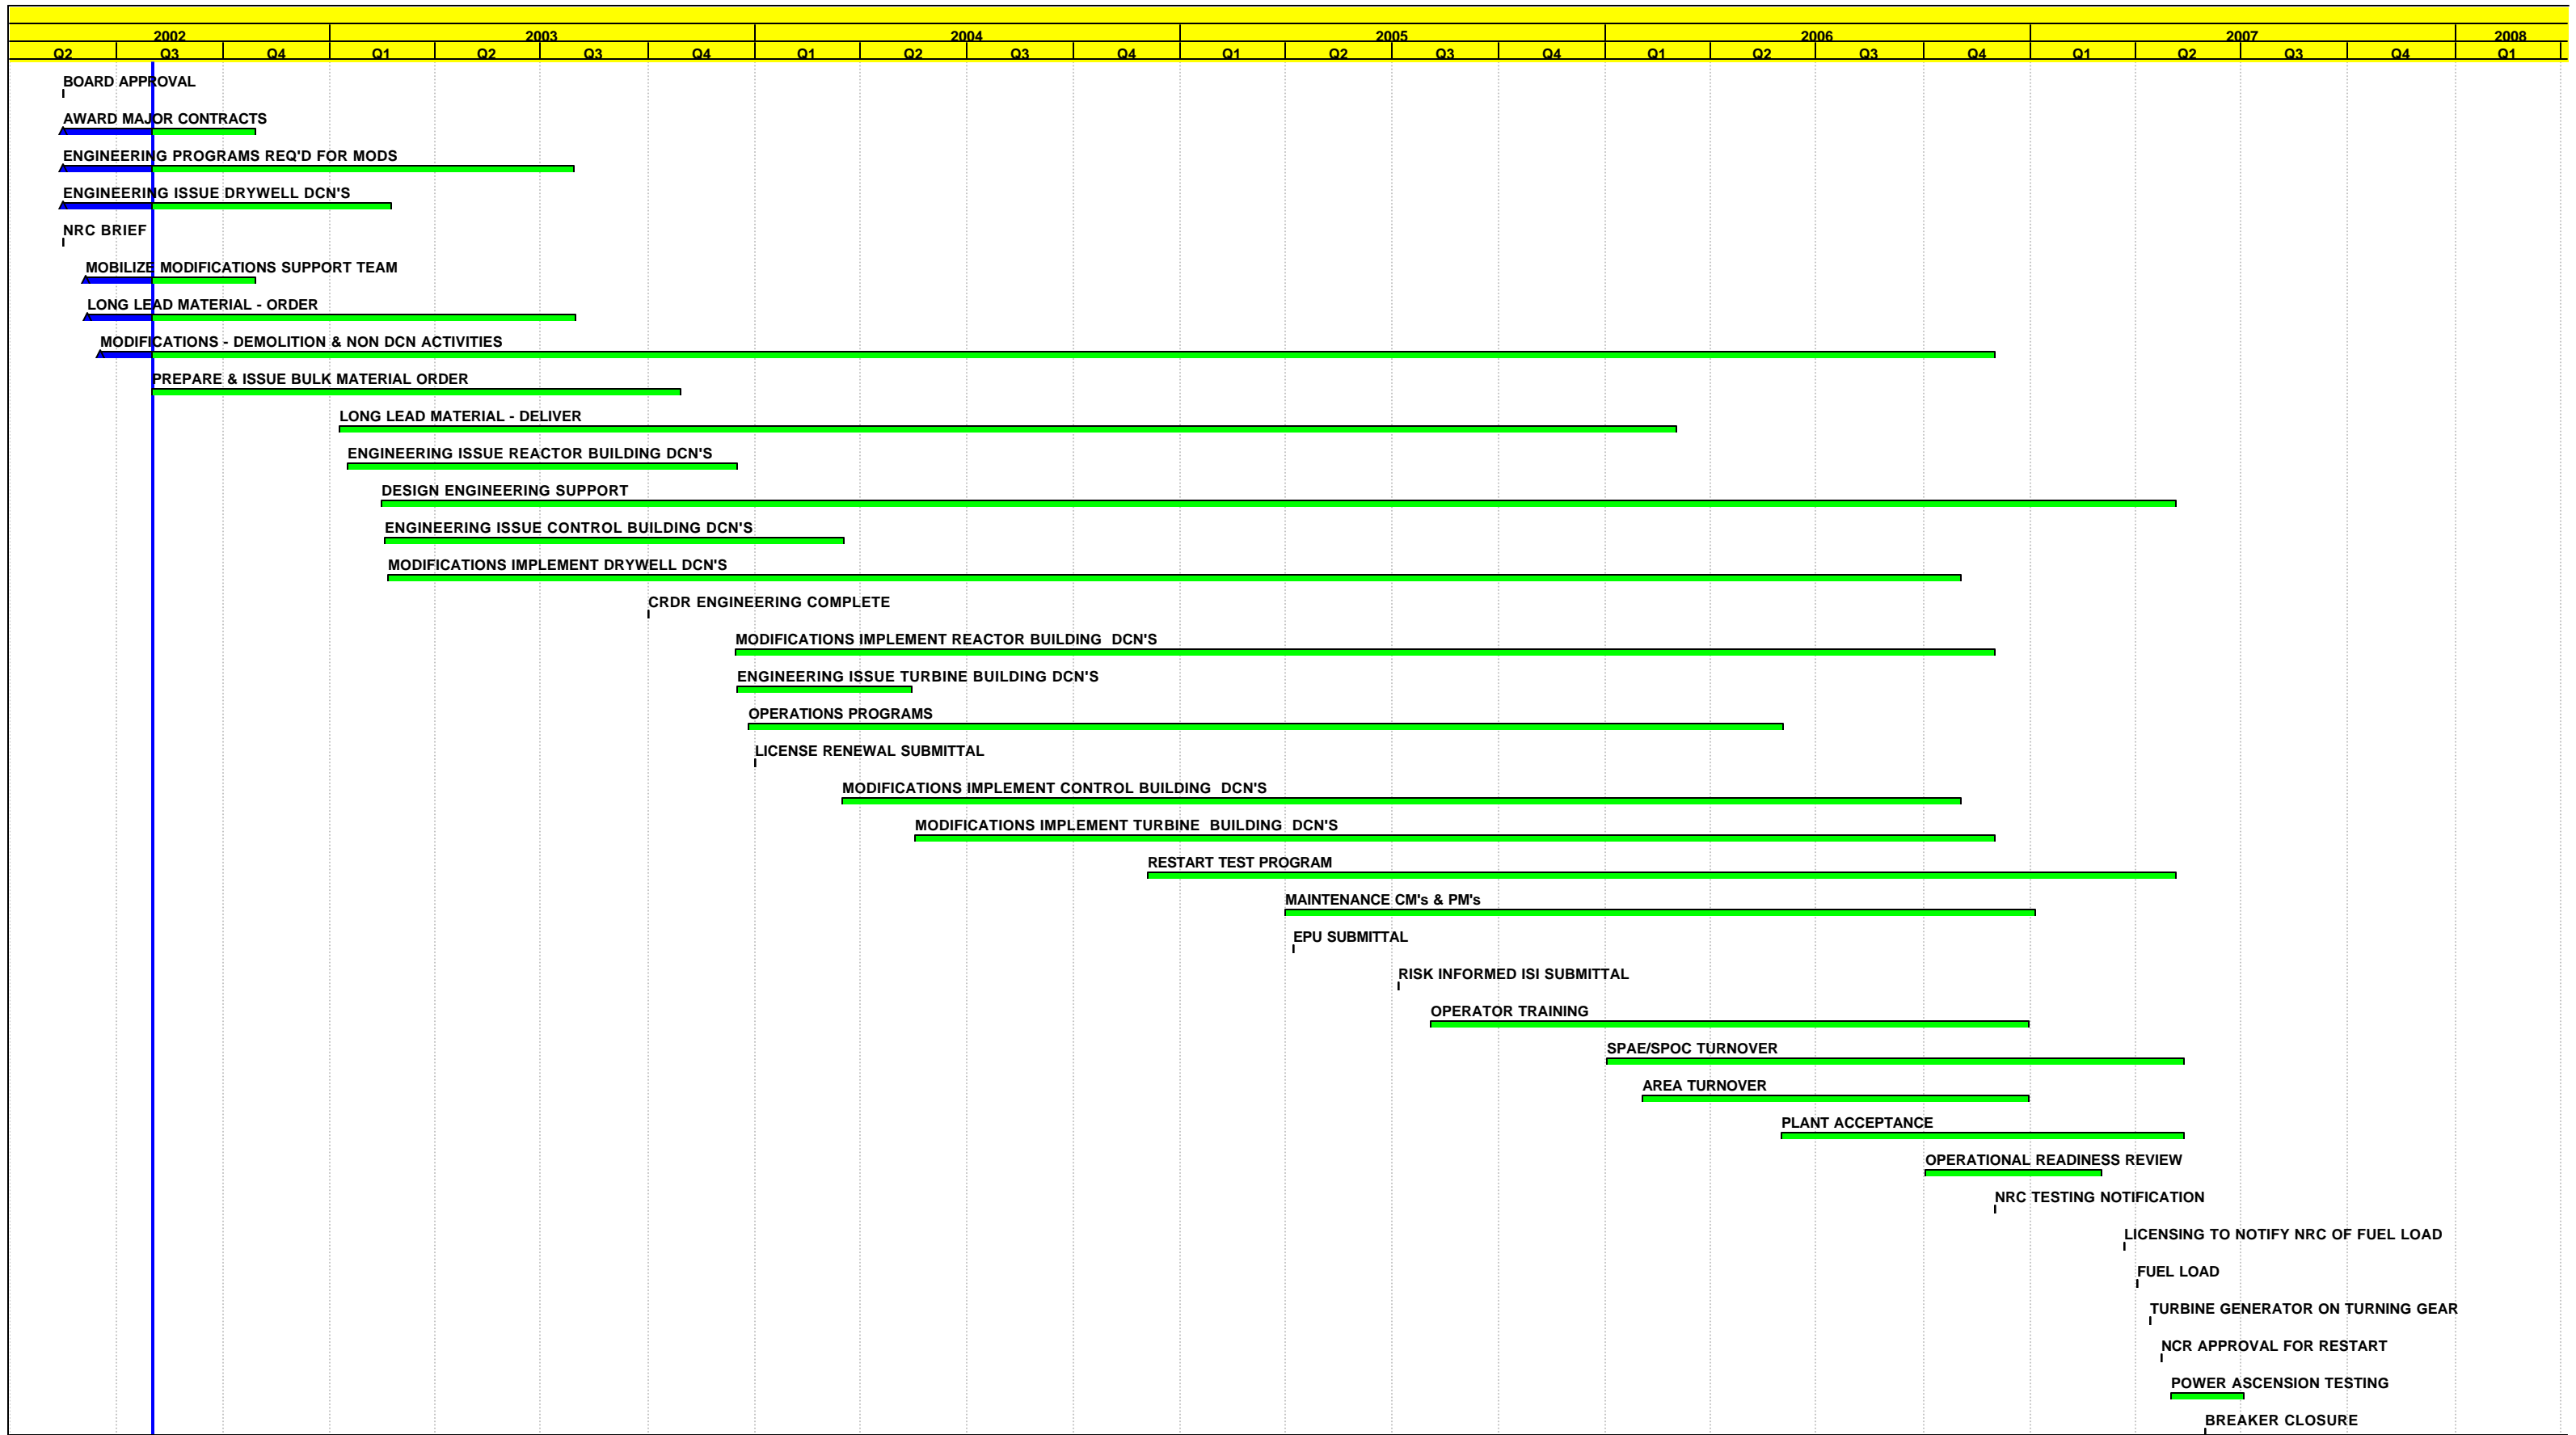 2002 2003 2004 2005 2006 2007 2008
Q2 Q3 Q4 Q1 Q2 Q3 Q4 Q1 Q2 Q3 Q4 Q1 Q2 Q3 Q4 Q1 Q2 Q3 Q4 Q1 Q2 Q3 Q4 Q1
BOARD APPROVAL
AWARD MAJOR CONTRACTS
ENGINEERING PROGRAMS REQ'D FOR MODS
ENGINEERING ISSUE DRYWELL DCN'S
NRC BRIEF
MOBILIZE MODIFICATIONS SUPPORT TEAM
LONG LEAD MATERIAL - ORDER
MODIFICATIONS - DEMOLITION & NON DCN ACTIVITIES
PREPARE & ISSUE BULK MATERIAL ORDER
LONG LEAD MATERIAL - DELIVER
ENGINEERING ISSUE REACTOR BUILDING DCN'S
DESIGN ENGINEERING SUPPORT
ENGINEERING ISSUE CONTROL BUILDING DCN'S
MODIFICATIONS IMPLEMENT DRYWELL DCN'S
CRDR ENGINEERING COMPLETE
MODIFICATIONS IMPLEMENT REACTOR BUILDING DCN'S
ENGINEERING ISSUE TURBINE BUILDING DCN'S
OPERATIONS PROGRAMS
LICENSE RENEWAL SUBMITTAL
MODIFICATIONS IMPLEMENT CONTROL BUILDING DCN'S
MODIFICATIONS IMPLEMENT TURBINE BUILDING DCN'S
RESTART TEST PROGRAM
MAINTENANCE CM's & PM's
EPU SUBMITTAL
RISK INFORMED ISI SUBMITTAL
OPERATOR TRAINING
SPAE/SPOC TURNOVER
AREA TURNOVER
PLANT ACCEPTANCE
OPERATIONAL READINESS REVIEW
NRC TESTING NOTIFICATION
LICENSING TO NOTIFY NRC OF FUEL LOAD
FUEL LOAD
TURBINE GENERATOR ON TURNING GEAR
NCR APPROVAL FOR RESTART
POWER ASCENSION TESTING
BREAKER CLOSURE